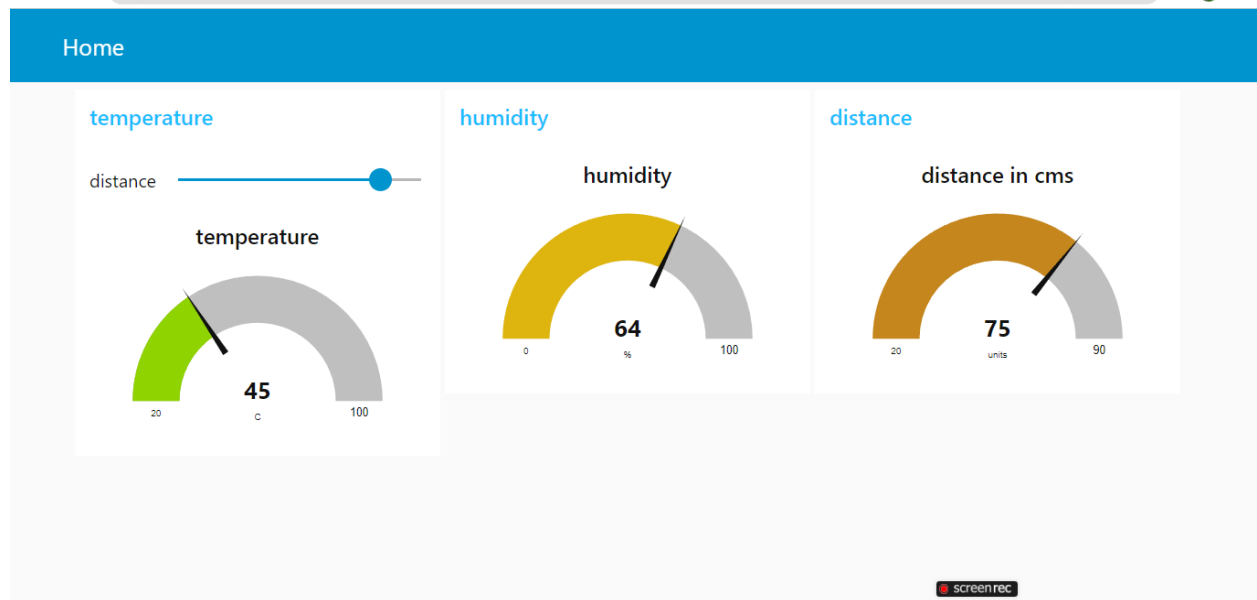 Home
temperature
distance
temperature
45
C
20
100
humidity
humidity
64
%
0
100
distance
distance in cms
75
units
20
90
screenrec